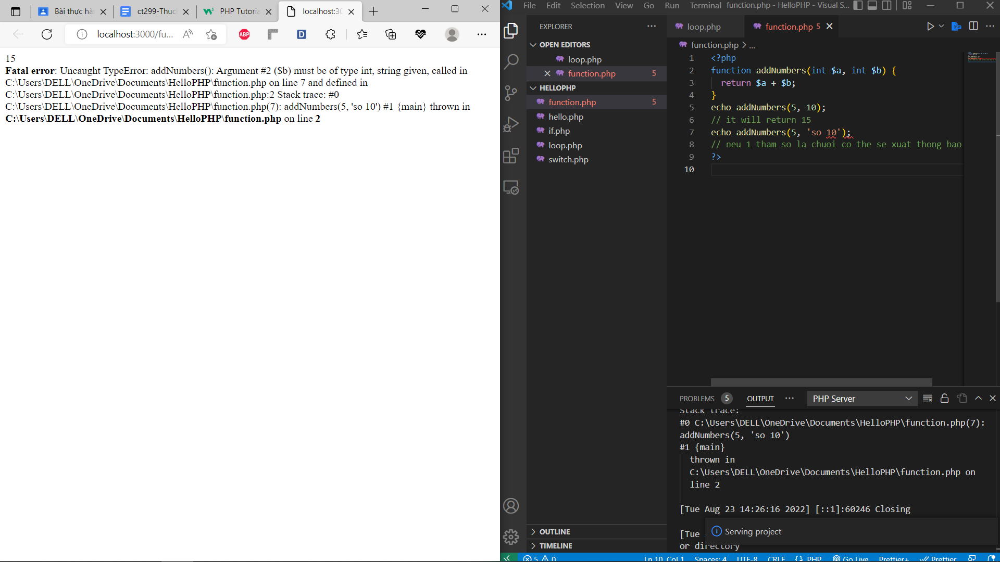 Bài thực hà
ct299-Thuc
PHP Tutoria
localhost:30
localhost:3000/fu...
ABP
D
15
Fatal error: Uncaught TypeError: addNumbers(): Argument #2 ($b) must be of type int, string given, called in
C:\Users\DELL\OneDrive\Documents\HelloPHP\function.php on line 7 and defined in
C:\Users\DELL\OneDrive\Documents\HelloPHP\function.php:2 Stack trace: #0
C:\Users\DELL\OneDrive\Documents\HelloPHP\function.php(7): addNumbers(5, 'so 10') #1 {main} thrown in
C:\Users\DELL\OneDrive\Documents\HelloPHP\function.php on line 2
File Edit Selection View Go Run Terminal function.php - HelloPHP - Visual S...
EXPLORER
OPEN EDITORS
loop.php
function.php 5
HELLOPHP
function.php 5
hello.php
if.php
loop.php
switch.php
OUTLINE
TIMELINE
loop.php
function.php 5
function.php > ...
1 <?php
2 function addNumbers(int $a, int $b) {
3 return $a + $b;
4 }
5 echo addNumbers(5, 10);
6 // it will return 15
7 echo addNumbers(5, 'so 10');
8 // neu 1 tham so la chuoi co the se xuat thong bao
9 ?>
10
PROBLEMS 5 OUTPUT ... PHP Server
Stack trace:
#0 C:\Users\DELL\OneDrive\Documents\HelloPHP\function.php(7):
addNumbers(5, 'so 10')
#1 {main}
thrown in
C:\Users\DELL\OneDrive\Documents\HelloPHP\function.php on
line 2
[Tue Aug 23 14:26:16 2022] [::1]:60246 Closing
[Tue
Serving project
or directory
5 0 Ln 10, Col 1 Spaces: 4 UTF-8 CRLF {} PHP Go Live Prettier+ Prettier